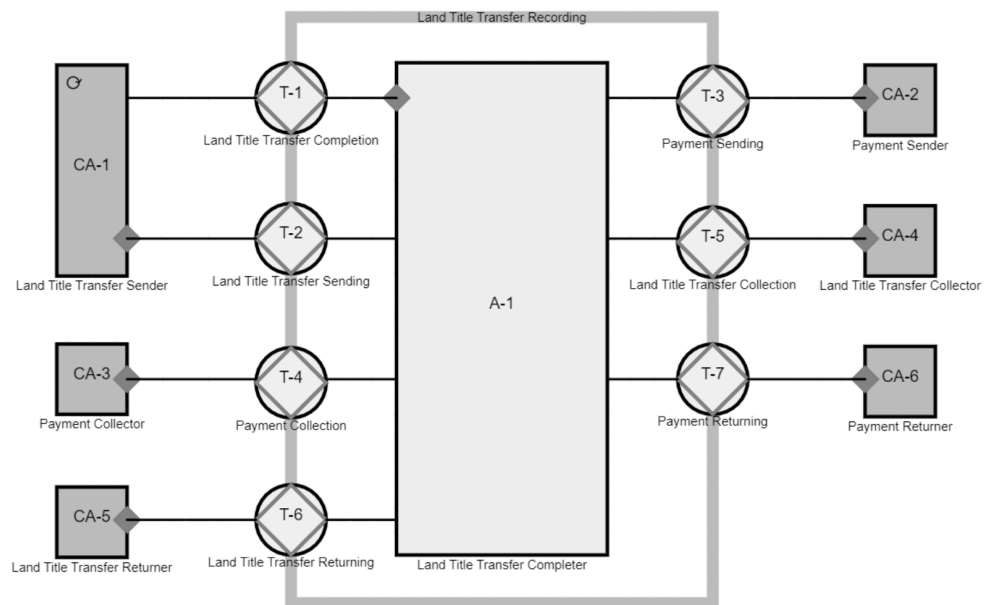 Land Title Transfer Recording
T-1
Land Title Transfer Completion
T-3
Payment Sending
CA-2
Payment Sender
CA-1
Land Title Transfer Sender
T-2
Land Title Transfer Sending
T-5
Land Title Transfer Collection
CA-4
Land Title Transfer Collector
A-1
Land Title Transfer Completer
CA-3
Payment Collector
T-4
Payment Collection
T-7
Payment Returning
CA-6
Payment Returner
CA-5
Land Title Transfer Returner
T-6
Land Title Transfer Returning